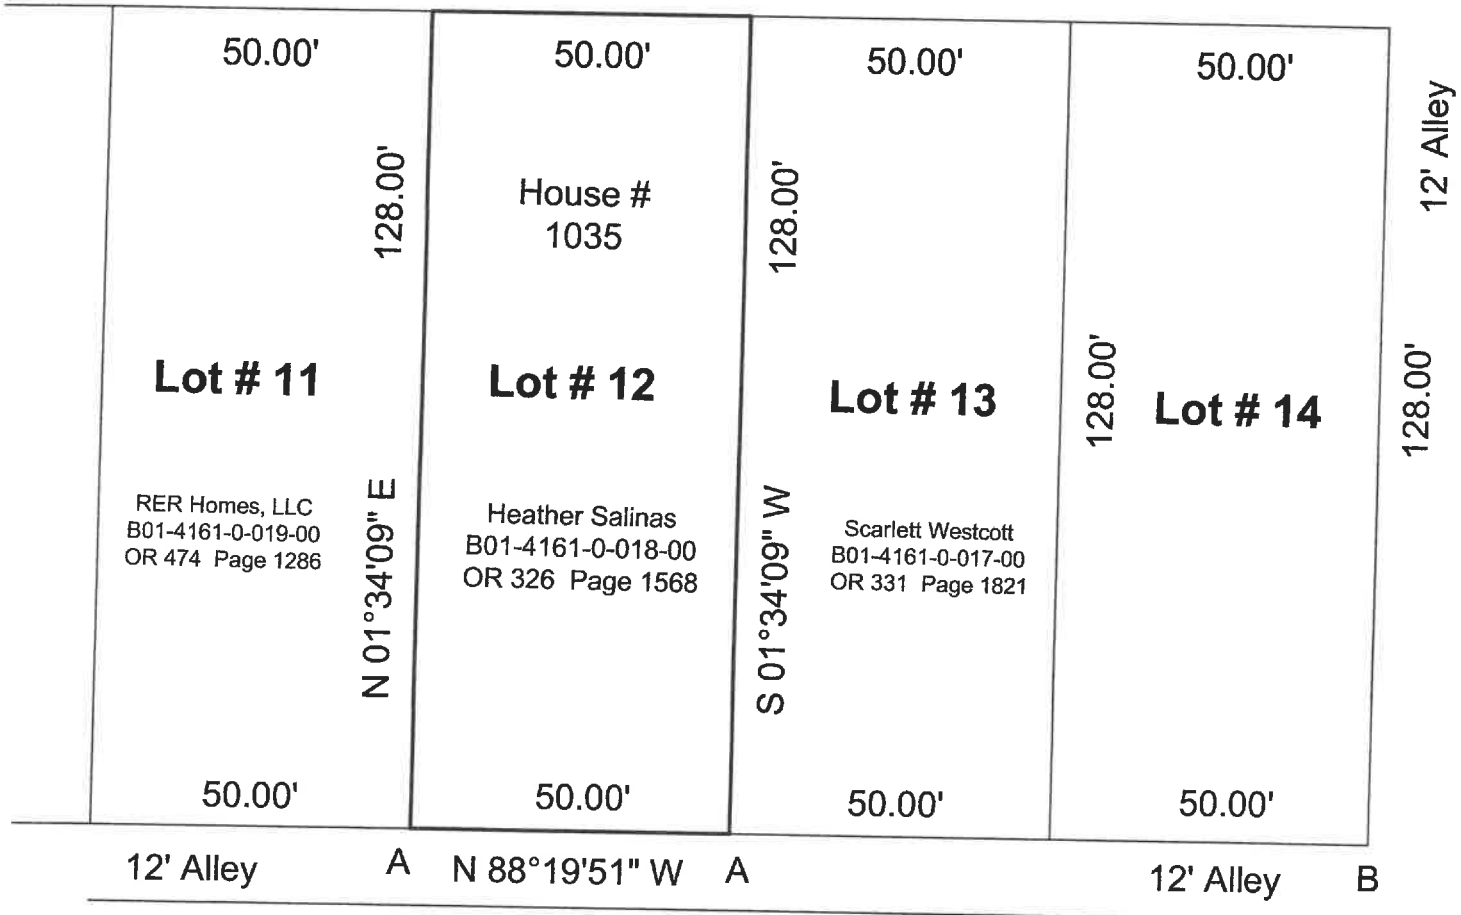 50.00'
50.00'
50.00'
50.00'
12' Alley
128.00'
House #
1035
128.00'
Lot # 11
Lot # 12
Lot # 13
128.00'
Lot # 14
128.00'
RER Homes, LLC
B01-4161-0-019-00
OR 474 Page 1286
N 01°34'09" E
Heather Salinas
B01-4161-0-018-00
OR 326 Page 1568
S 01°34'09" W
Scarlett Westcott
B01-4161-0-017-00
OR 331 Page 1821
50.00'
50.00'
50.00'
50.00'
12' Alley
A
N 88°19'51" W
A
12' Alley
B